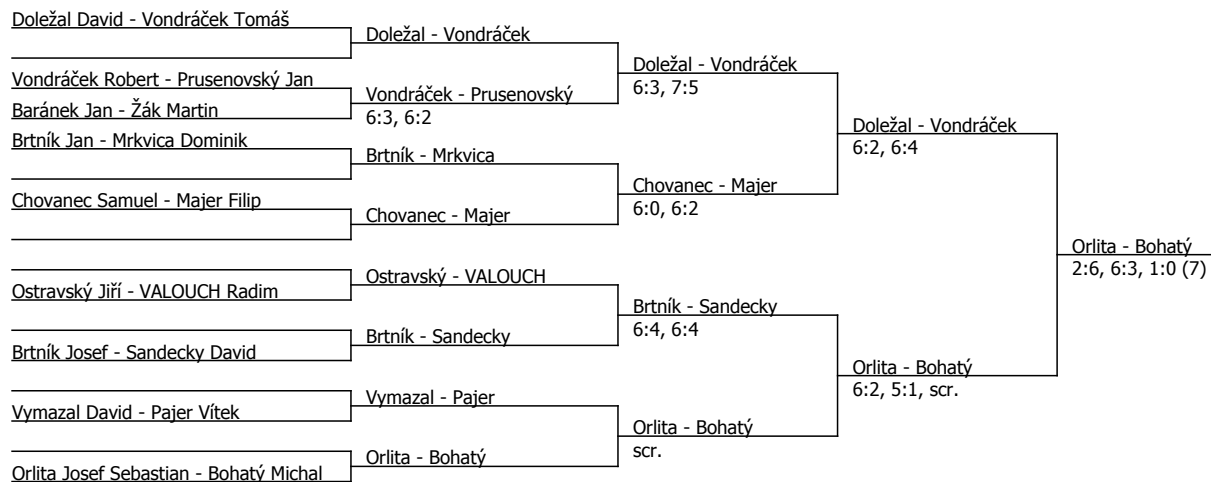 Doležal David - Vondráček Tomáš
Vondráček Robert - Prusenovský Jan
Baránek Jan - Žák Martin
Brtník Jan - Mrkvica Dominik
Chovanec Samuel - Majer Filip
Ostravský Jiří - VALOUCH Radim
Brtník Josef - Sandecky David
Vymazal David - Pajer Vítek
Orlita Josef Sebastian - Bohatý Michal
Doležal - Vondráček
Vondráček - Prusenovský
6:3, 6:2
Brtník - Mrkvica
Chovanec - Majer
Ostravský - VALOUCH
Brtník - Sandecky
Vymazal - Pajer
Orlita - Bohatý
Doležal - Vondráček
6:3, 7:5
Chovanec - Majer
6:0, 6:2
Brtník - Sandecky
6:4, 6:4
Orlita - Bohatý
scr.
Doležal - Vondráček
6:2, 6:4
Orlita - Bohatý
6:2, 5:1, scr.
Orlita - Bohatý
2:6, 6:3, 1:0 (7)